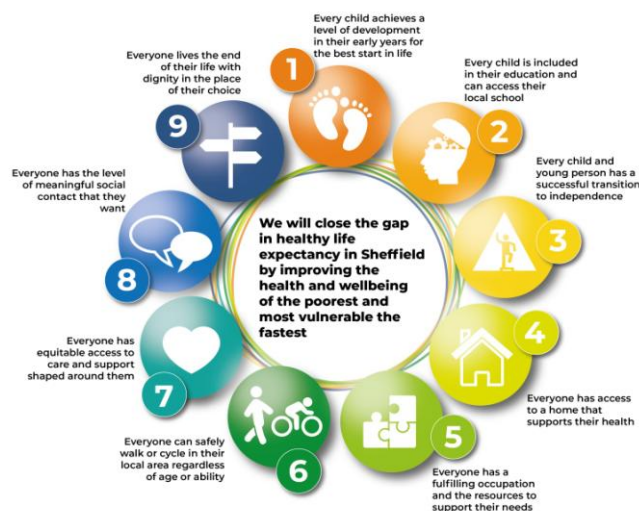 1
Every child achieves a
level of development
in their early years for
the best start in life
2
Every child is included
in their education and
can access their
local school
3
Every child and
young person has a
successful transition
to independence
4
Everyone has access
to a home that
supports their health
5
Everyone has a
fulfilling occupation
and the resources to
support their needs
6
Everyone can safely
walk or cycle in their
local area regardless
of age or ability
7
Everyone has
equitable access to
care and support
shaped around them
8
Everyone has the level
of meaningful social
contact that they
want
9
Everyone lives the end
of their life with
dignity in the place
of their choice
We will close the gap
in healthy life
expectancy in Sheffield
by improving the
health and wellbeing
of the poorest and
most vulnerable the
fastest